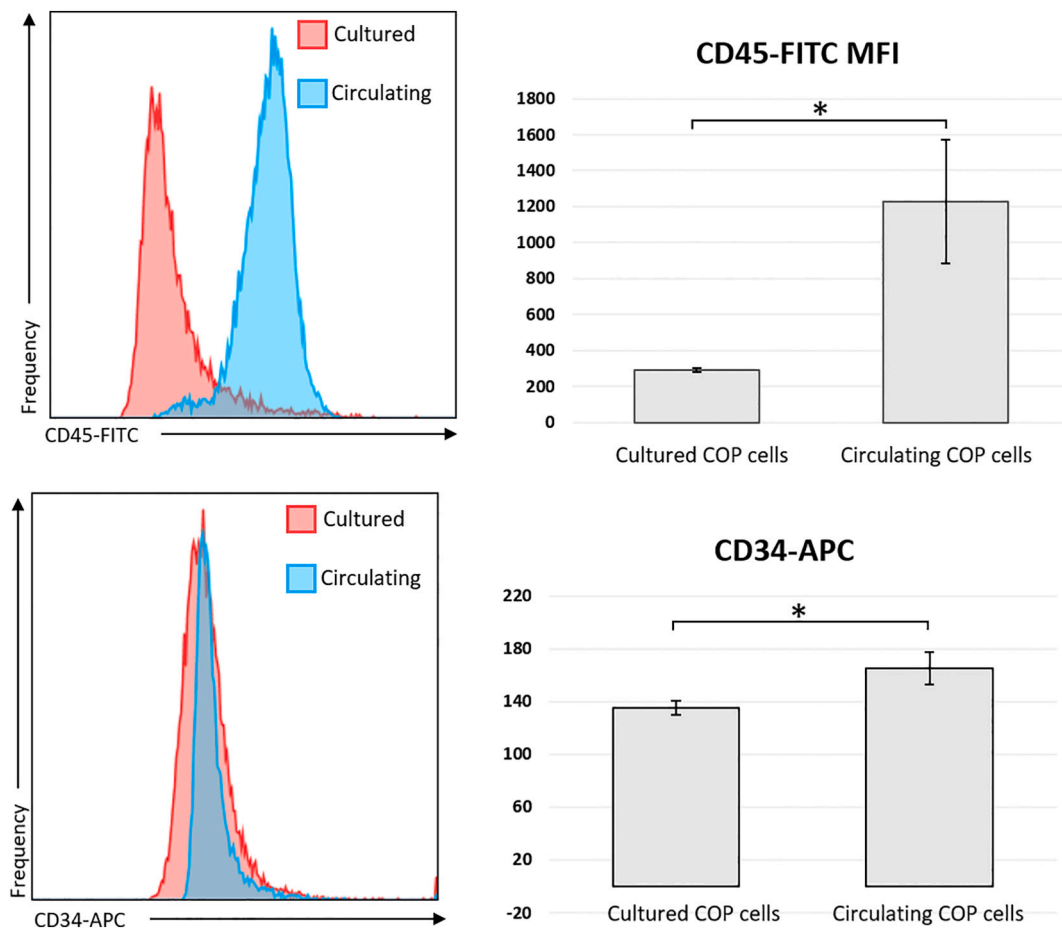 Cultured
Circulating
Frequency
CD45-FITC
CD45-FITC MFI
1800
1600
1400
1200
1000
800
600
400
200
0
*
Cultured COP cells
Circulating COP cells
Cultured
Circulating
Frequency
CD34-APC
CD34-APC
220
180
140
100
60
20
-20
*
Cultured COP cells
Circulating COP cells